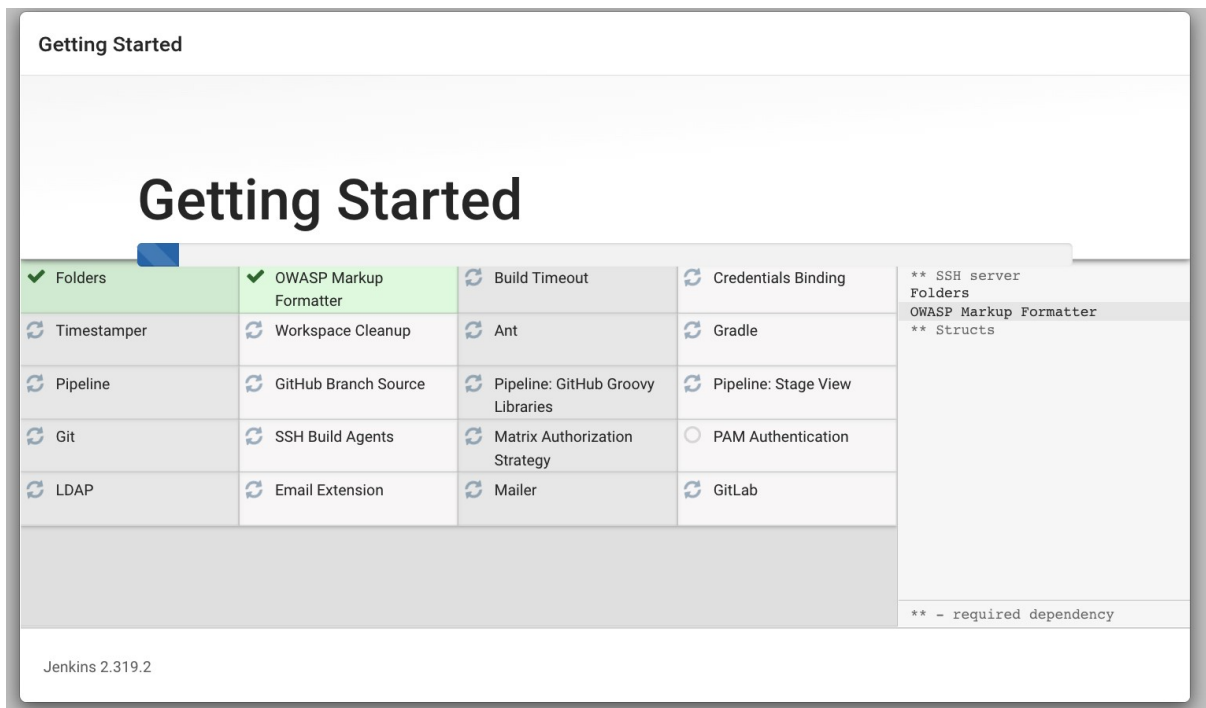 Getting Started
Getting Started
Folders
OWASP Markup
Formatter
Build Timeout
Credentials Binding
Timestamper
Workspace Cleanup
Ant
Gradle
Pipeline
GitHub Branch Source
Pipeline: GitHub Groovy
Libraries
Pipeline: Stage View
Git
SSH Build Agents
Matrix Authorization
Strategy
PAM Authentication
LDAP
Email Extension
Mailer
GitLab
** SSH server
Folders
OWASP Markup Formatter
** Structs
** - required dependency
Jenkins 2.319.2